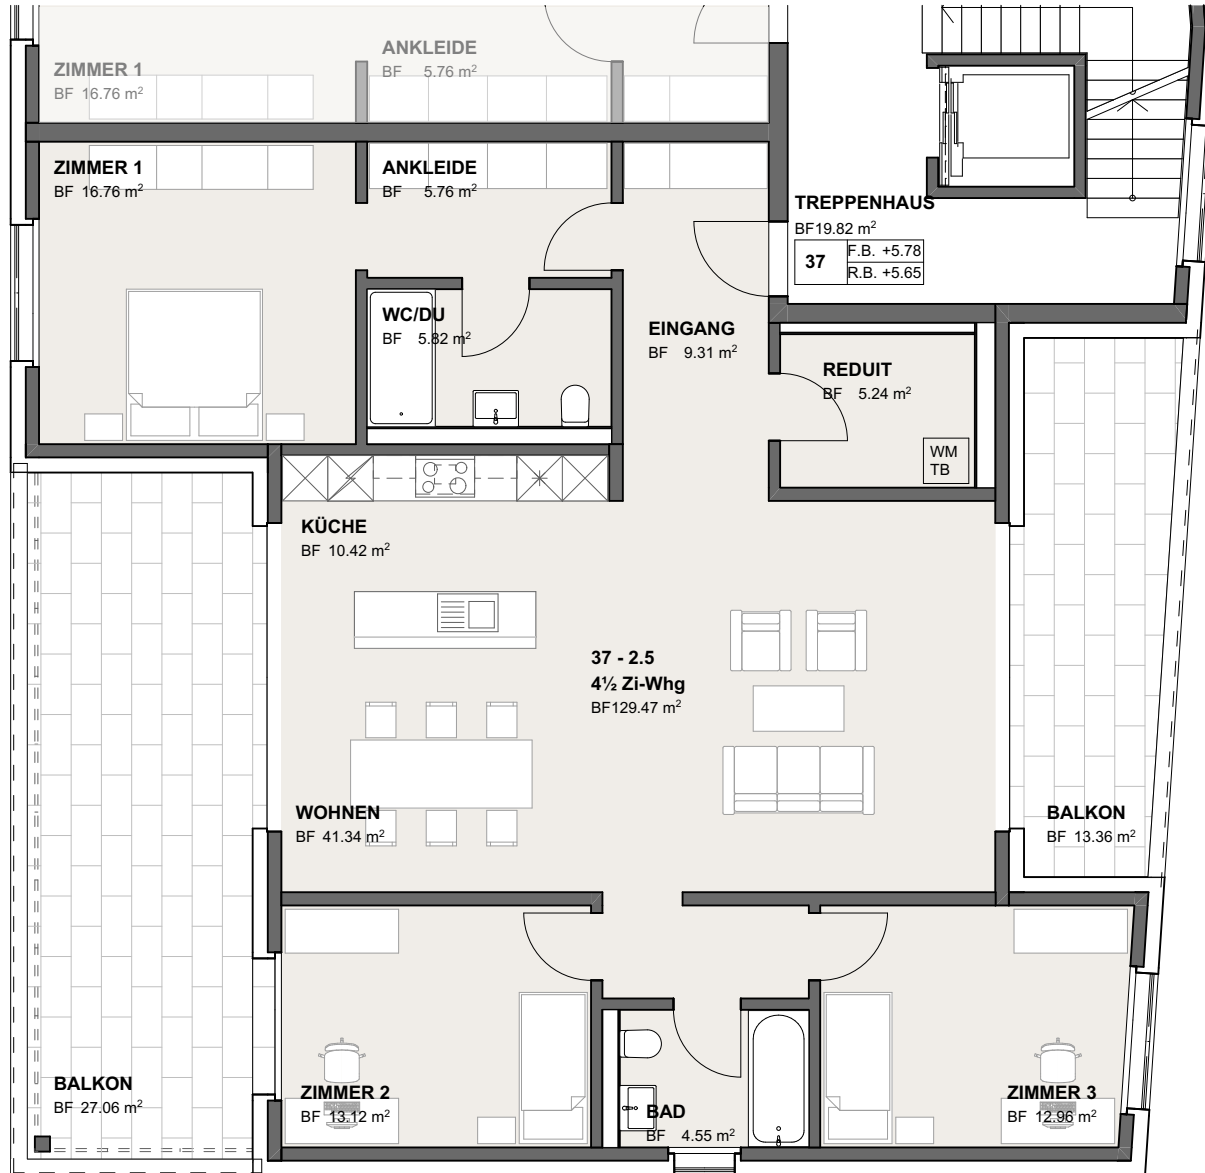 ANKLEIDE
BF 5.76 m²
ZIMMER 1
BF 16.76 m²
ZIMMER 1
BF 16.76 m²
ANKLEIDE
BF 5.76 m²
TREPPENHAUS
BF19.82 m²
37
F.B. +5.78
R.B. +5.65
WC/DU
BF 5.82 m²
EINGANG
BF 9.31 m²
REDUIT
BF 5.24 m²
WM
TB
KÜCHE
BF 10.42 m²
37 - 2.5
4½ Zi-Whg
BF129.47 m²
WOHNEN
BF 41.34 m²
BALKON
BF 13.36 m²
BALKON
BF 27.06 m²
ZIMMER 2
BF 13.12 m²
BAD
BF 4.55 m²
ZIMMER 3
BF 12.96 m²